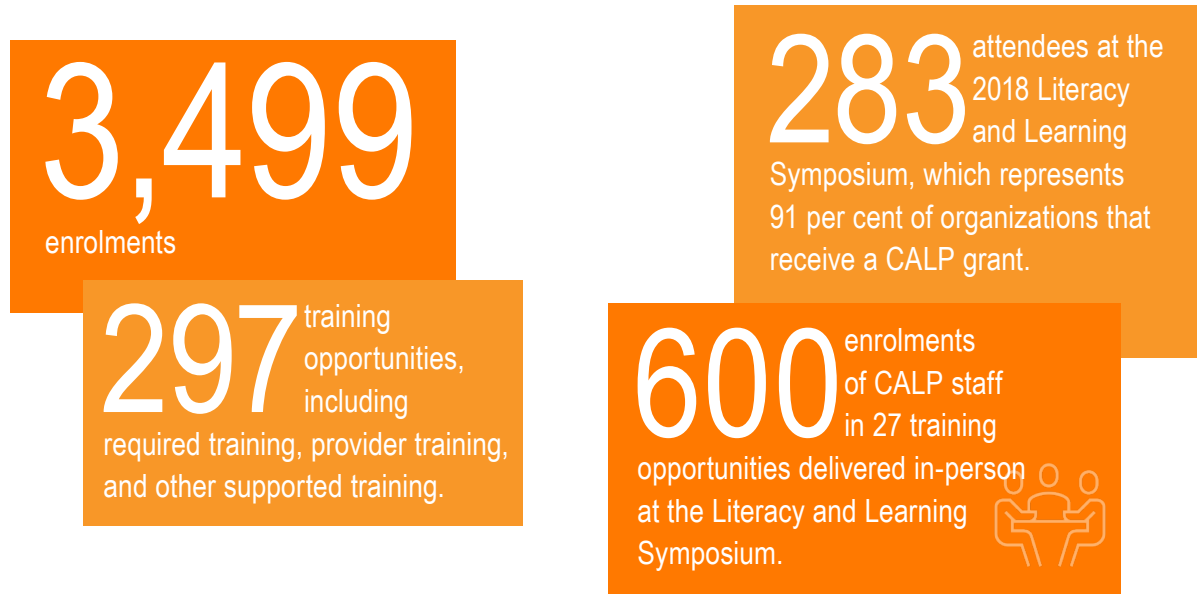 3,499
enrolments
297 training
opportunities,
including
required training, provider training,
and other supported training.
283 attendees at the
2018 Literacy
and Learning
Symposium, which represents
91 per cent of organizations that
receive a CALP grant.
600 enrolments
of CALP staff
in 27 training
opportunities delivered in-person
at the Literacy and Learning
Symposium.